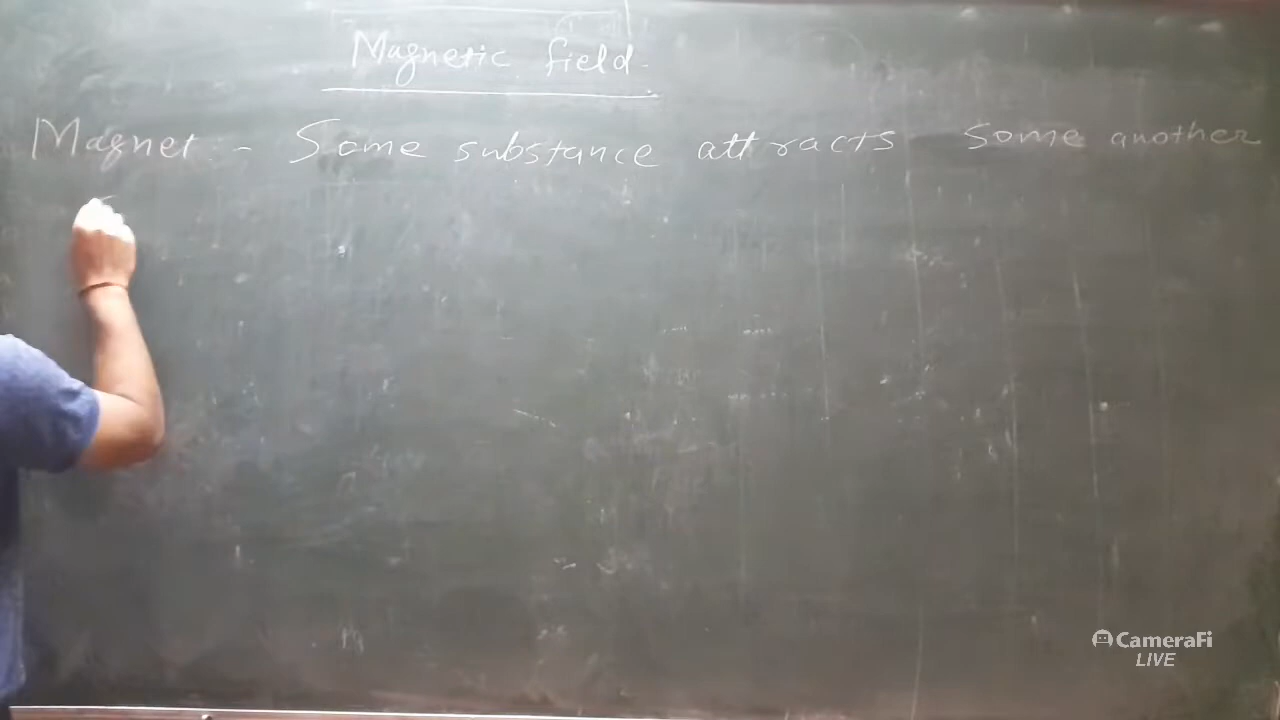 Magnetic field.
Magnet - Some substance attracts some another
CameraFi
LIVE